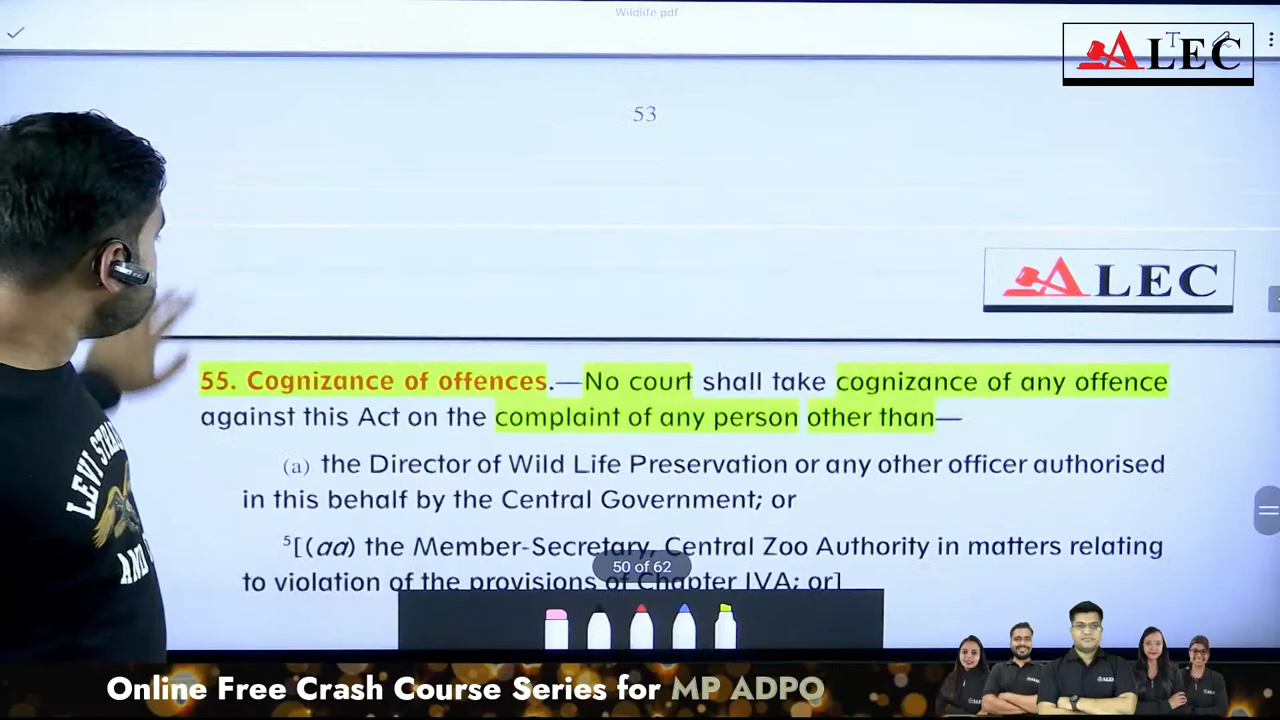 Wildlife.pdf
T
ALEC
53
ALEC
55. Cognizance of offences.—No court shall take cognizance of any offence
against this Act on the complaint of any person other than—
(a) the Director of Wild Life Preservation or any other officer authorised
in this behalf by the Central Government; or
5[(aa) the Member-Secretary, Central Zoo Authority in matters relating
to violation of the provisions of Chapter IVA; or]
50 of 62
LEVI STRAUSS
AND
Online Free Crash Course Series for MP ADPO